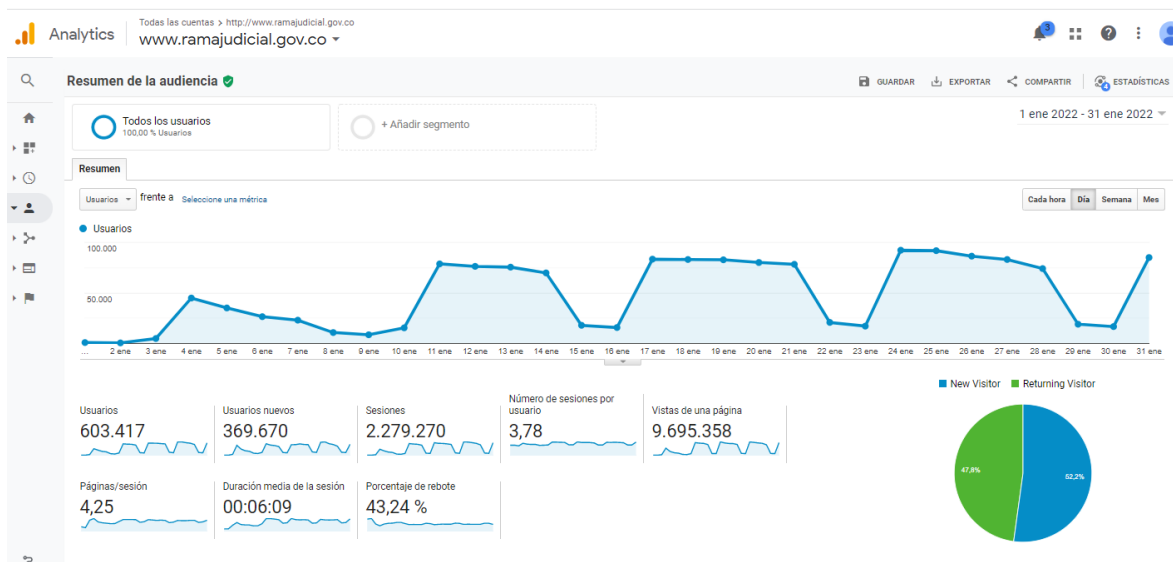 Todas las cuentas > http://www.ramajudicial.gov.co
Analytics
www.ramajudicial.gov.co
3
Resumen de la audiencia
GUARDAR
EXPORTAR
COMPARTIR
4
ESTADÍSTICAS
Todos los usuarios
100,00 % Usuarios
+ Añadir segmento
1 ene 2022 - 31 ene 2022
Resumen
Usuarios frente a Seleccione una métrica
Cada hora Día Semana Mes
Usuarios
100.000
50.000
... 2 ene 3 ene 4 ene 5 ene 6 ene 7 ene 8 ene 9 ene 10 ene 11 ene 12 ene 13 ene 14 ene 15 ene 16 ene 17 ene 18 ene 19 ene 20 ene 21 ene 22 ene 23 ene 24 ene 25 ene 26 ene 27 ene 28 ene 29 ene 30 ene 31 ene
New Visitor Returning Visitor
Usuarios
603.417
Usuarios nuevos
369.670
Sesiones
2.279.270
Número de sesiones por
usuario
3,78
Vistas de una página
9.695.358
47,8%
52,2%
Páginas/sesión
4,25
Duración media de la sesión
00:06:09
Porcentaje de rebote
43,24 %